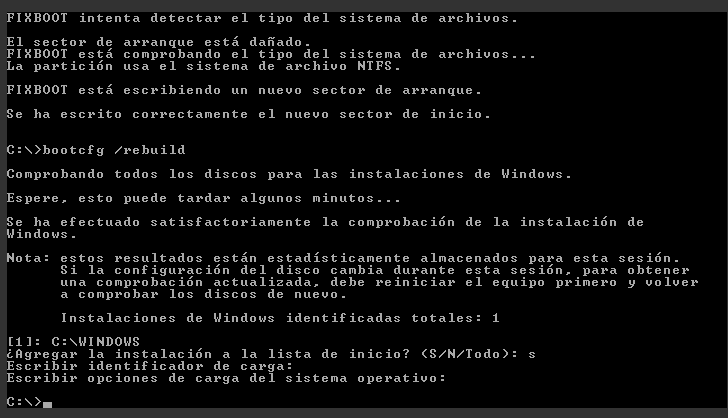 FIXBOOT intenta detectar el tipo del sistema de archivos.
El sector de arranque está dañado.
FIXBOOT está comprobando el tipo del sistema de archivos...
La partición usa el sistema de archivo NTFS.
FIXBOOT está escribiendo un nuevo sector de arranque.
Se ha escrito correctamente el nuevo sector de inicio.
C:\>bootcfg /rebuild
Comprobando todos los discos para las instalaciones de Windows.
Espere, esto puede tardar algunos minutos...
Se ha efectuado satisfactoriamente la comprobación de la instalación de
Windows.
Nota: estos resultados están estadísticamente almacenados para esta sesión.
Si la configuración del disco cambia durante esta sesión, para obtener
una comprobación actualizada, debe reiniciar el equipo primero y volver
a comprobar los discos de nuevo.
Instalaciones de Windows identificadas totales: 1
[1]: C:\WINDOWS
¿Agregar la instalación a la lista de inicio? (S/N/Todo): s
Escribir identificador de carga:
Escribir opciones de carga del sistema operativo:
C:\>